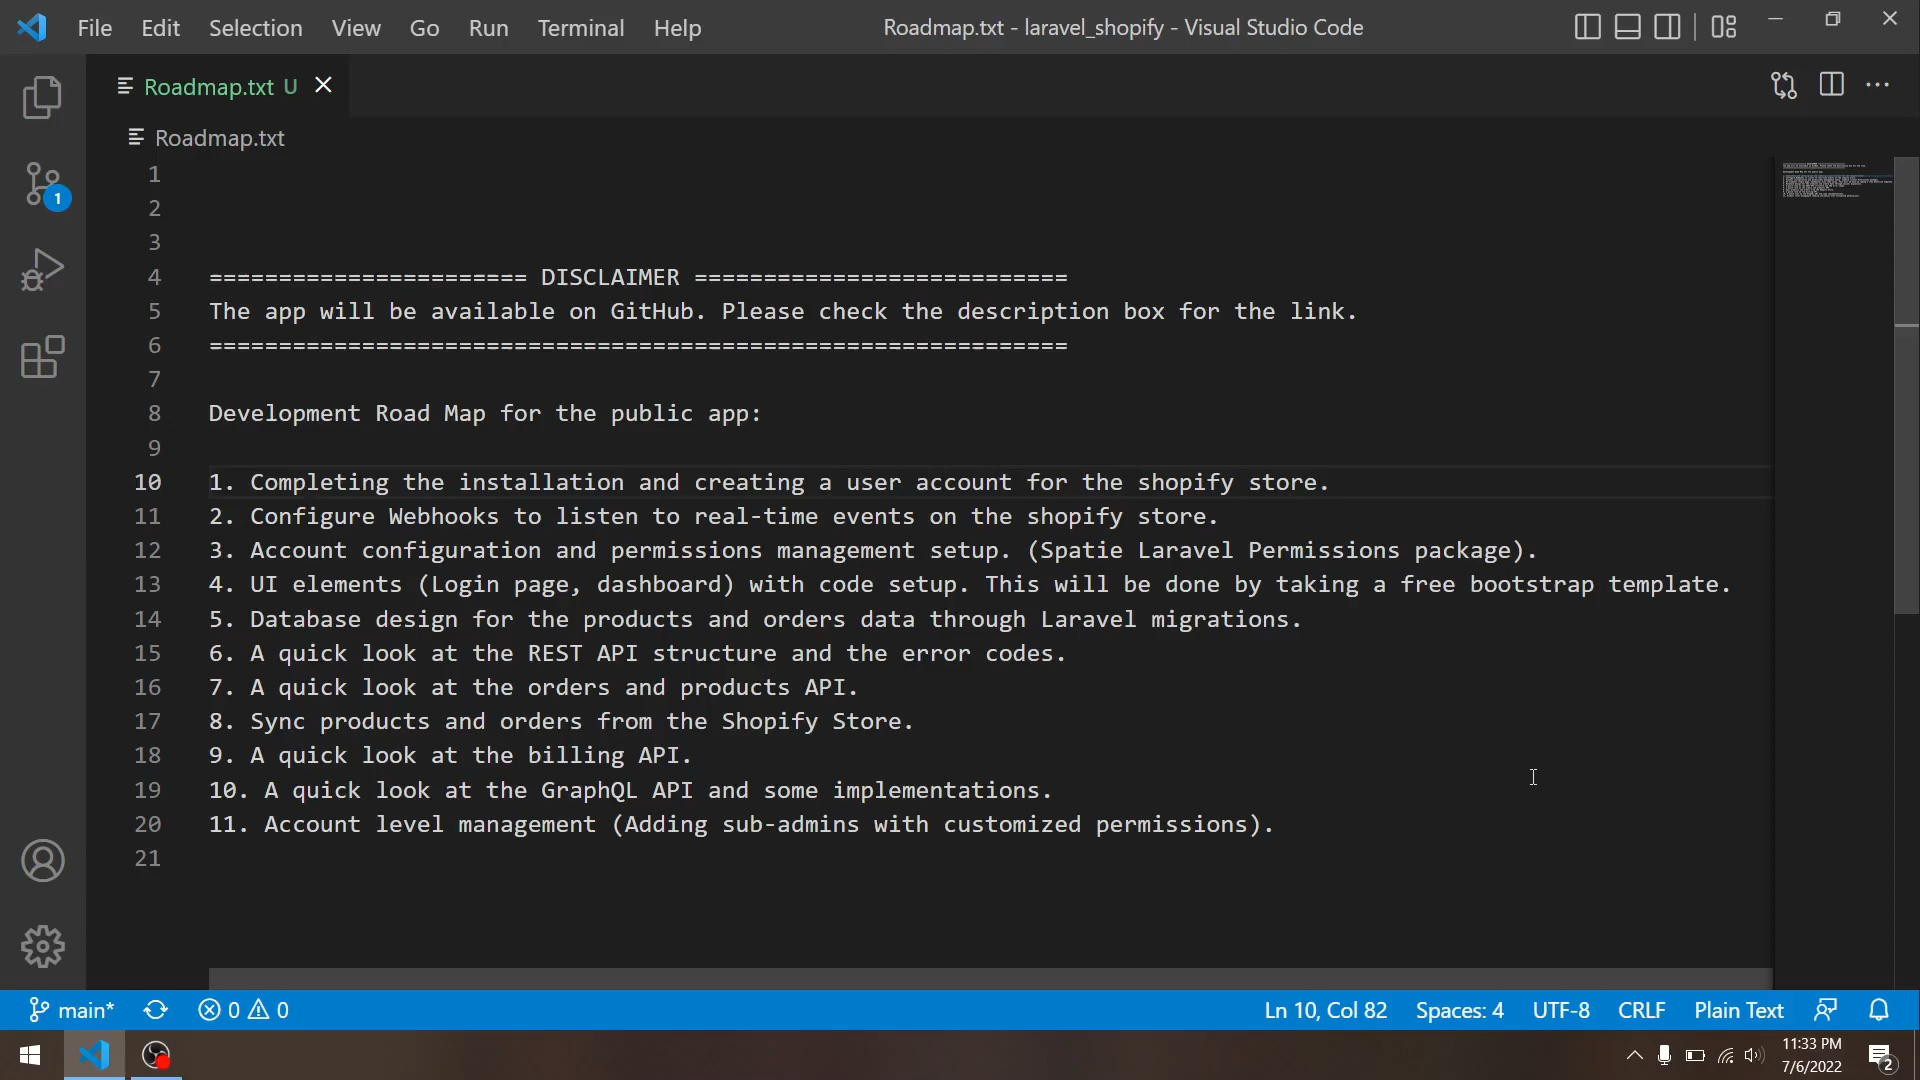 File Edit Selection View Go Run Terminal Help
Roadmap.txt - laravel_shopify - Visual Studio Code
Roadmap.txt U
Roadmap.txt
1
2
3
4 ======================= DISCLAIMER ===========================
5 The app will be available on GitHub. Please check the description box for the link.
6 ==============================================================
7
8 Development Road Map for the public app:
9
10 1. Completing the installation and creating a user account for the shopify store.
11 2. Configure Webhooks to listen to real-time events on the shopify store.
12 3. Account configuration and permissions management setup. (Spatie Laravel Permissions package).
13 4. UI elements (Login page, dashboard) with code setup. This will be done by taking a free bootstrap template.
14 5. Database design for the products and orders data through Laravel migrations.
15 6. A quick look at the REST API structure and the error codes.
16 7. A quick look at the orders and products API.
17 8. Sync products and orders from the Shopify Store.
18 9. A quick look at the billing API.
19 10. A quick look at the GraphQL API and some implementations.
20 11. Account level management (Adding sub-admins with customized permissions).
21
1
main* 0 0 Ln 10, Col 82 Spaces: 4 UTF-8 CRLF Plain Text
11:33 PM
7/6/2022
2